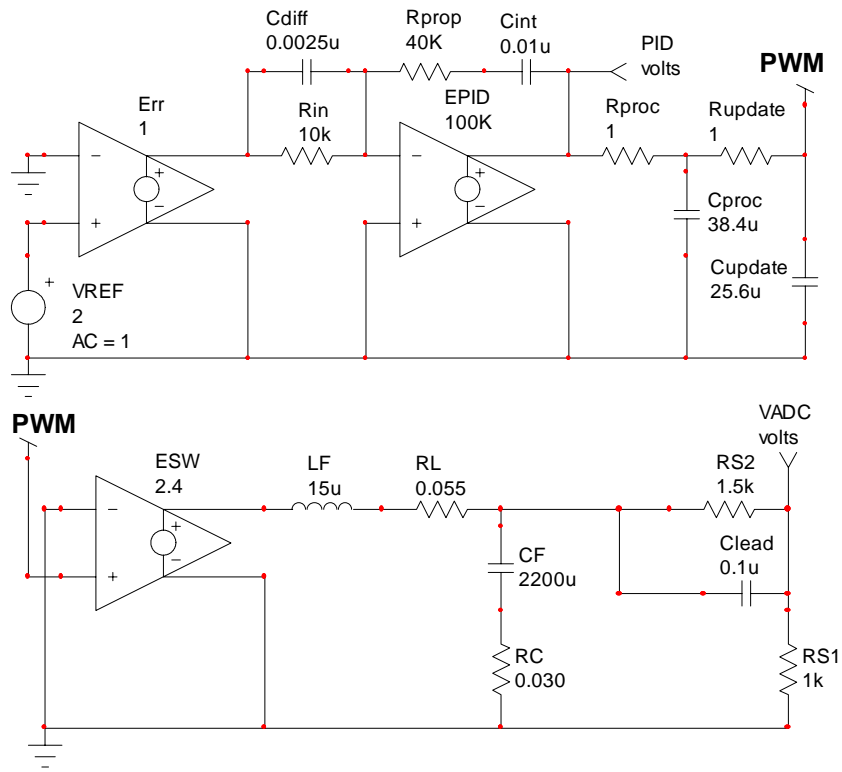 Cdiff
0.0025u
Rprop
40K
Cint
0.01u
PID
volts
PWM
Err
1
Rin
10k
EPID
100K
Rproc
1
Rupdate
1
−
+
+
−
−
+
+
−
Cproc
38.4u
Cupdate
25.6u
+
VREF
2
AC = 1
PWM
VADC
volts
ESW
2.4
LF
15u
RL
0.055
RS2
1.5k
−
+
+
−
Clead
0.1u
CF
2200u
RC
0.030
RS1
1k